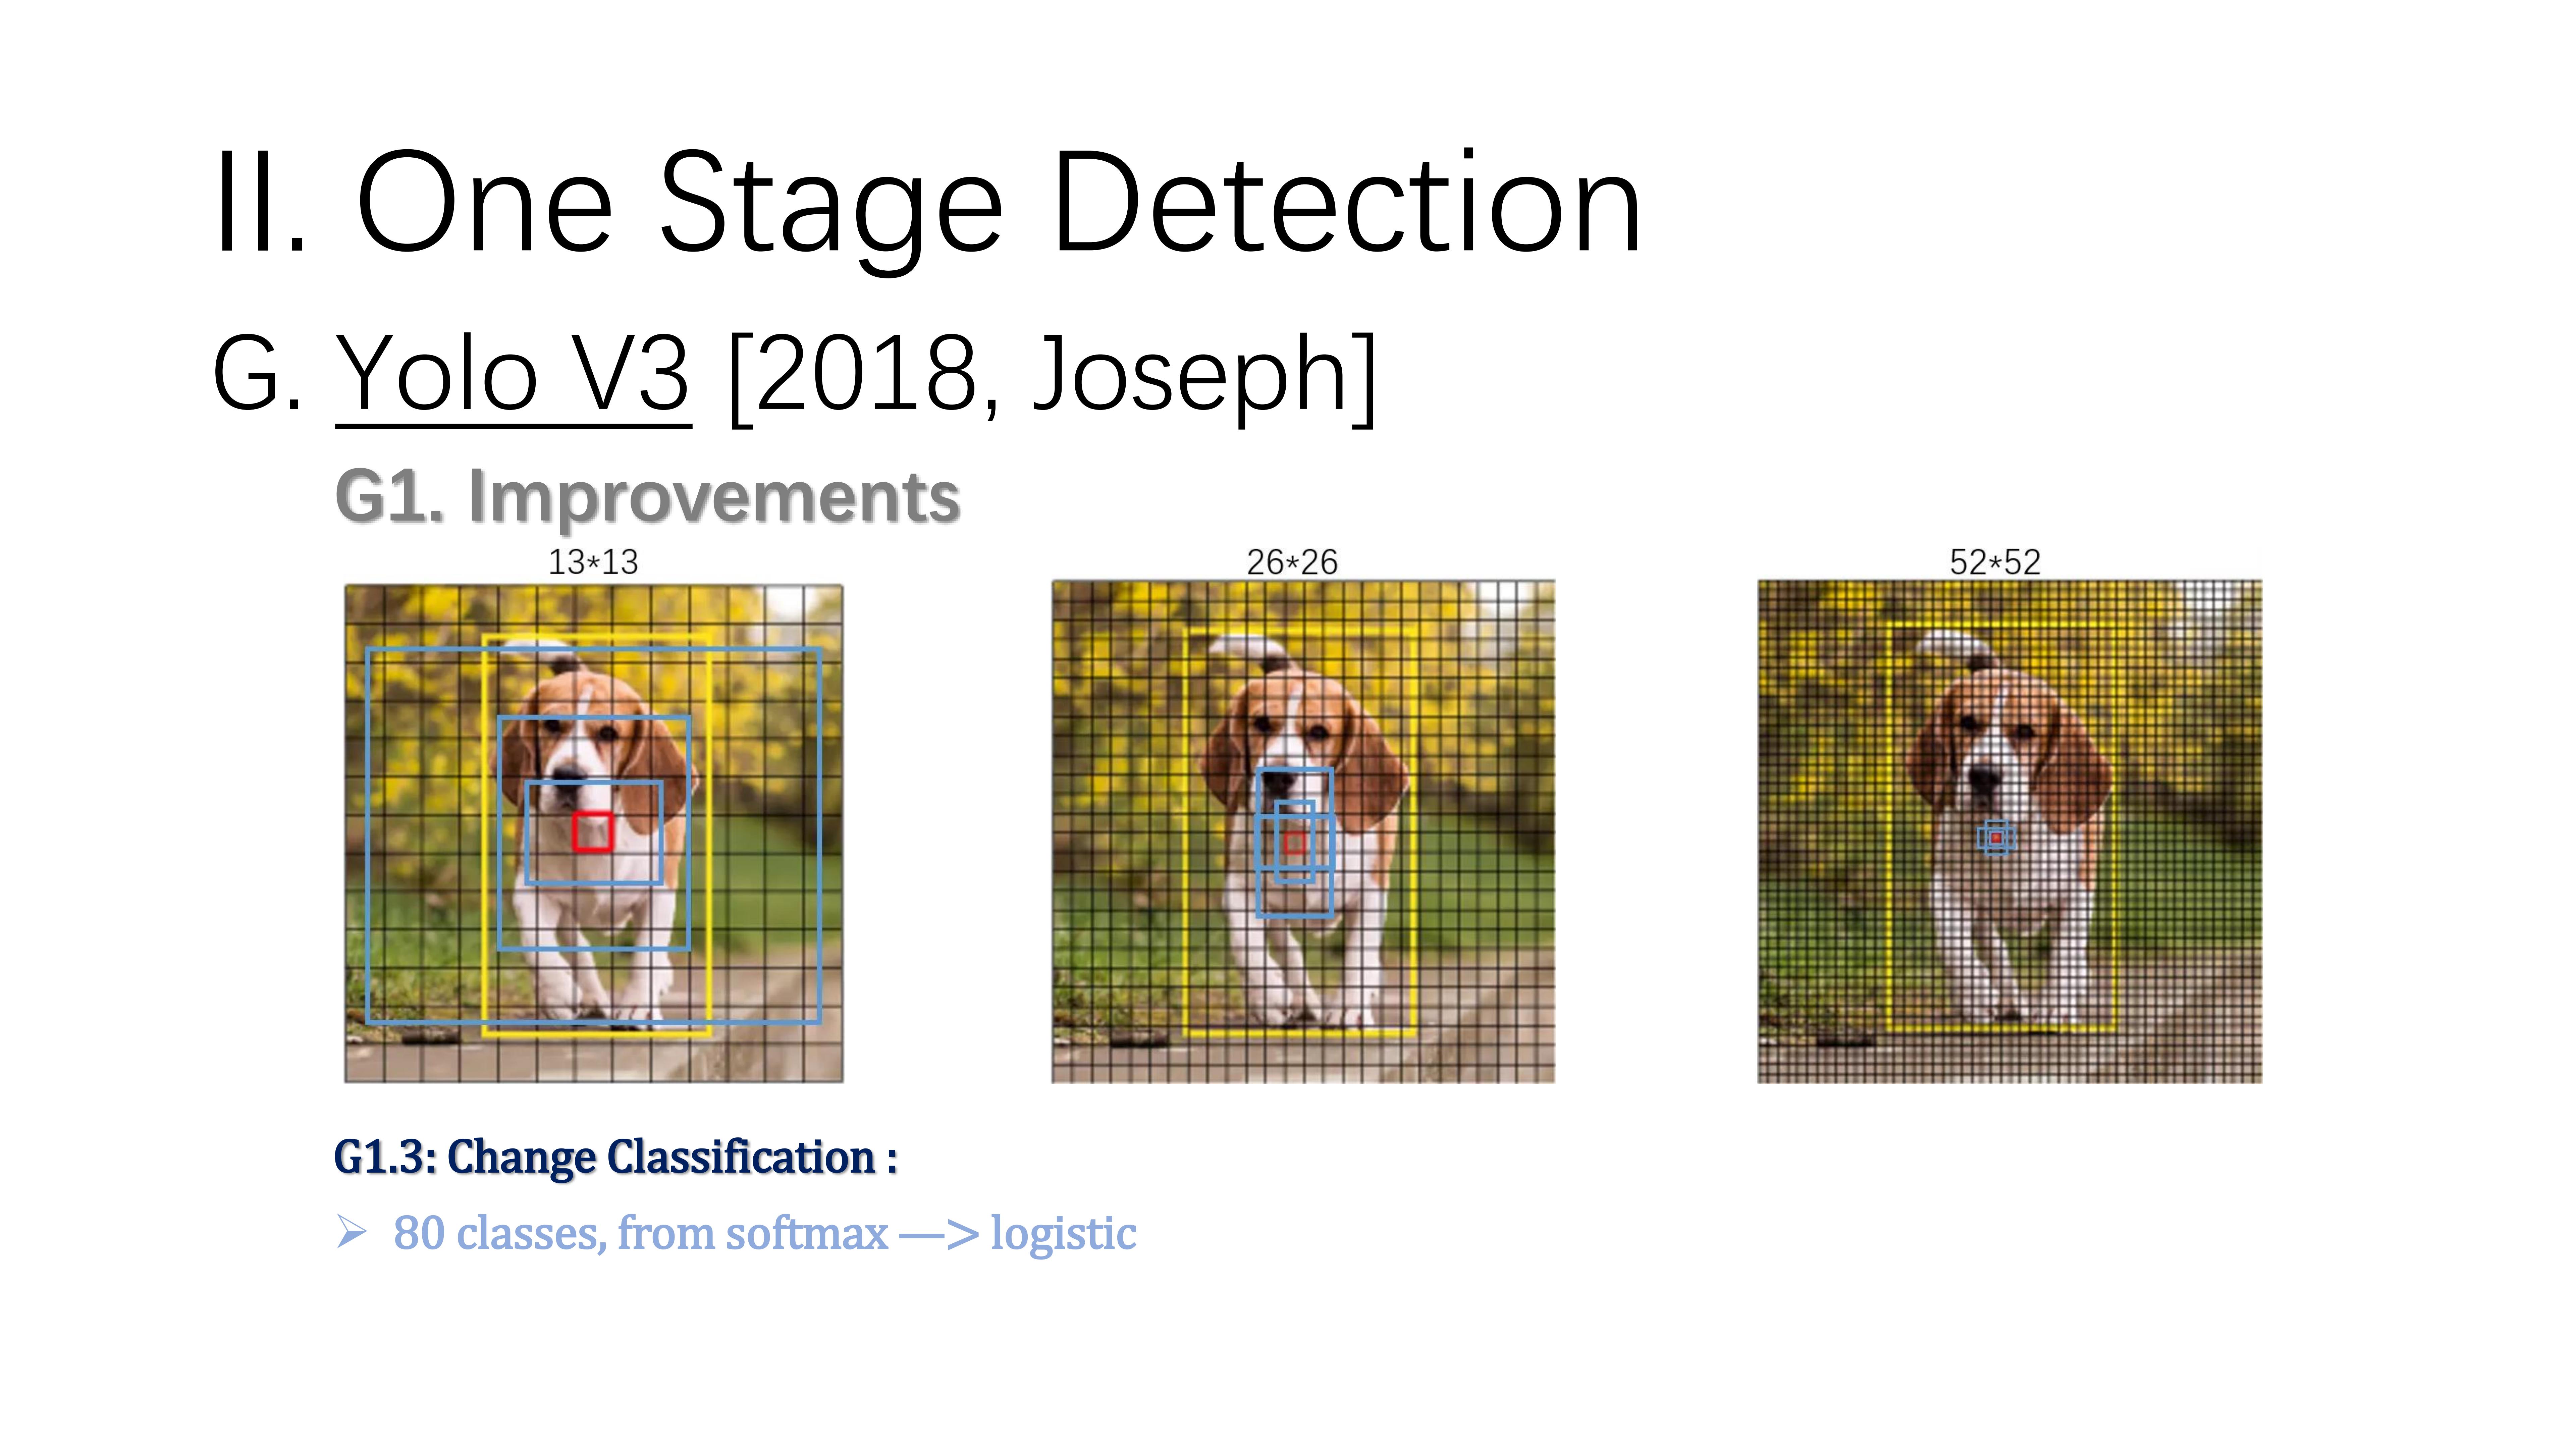 II. One Stage Detection
G. Yolo V3 [2018, Joseph]
G1. Improvements
13*13
26*26
52*52
G1.3: Change Classification :
➢ 80 classes, from softmax —> logistic